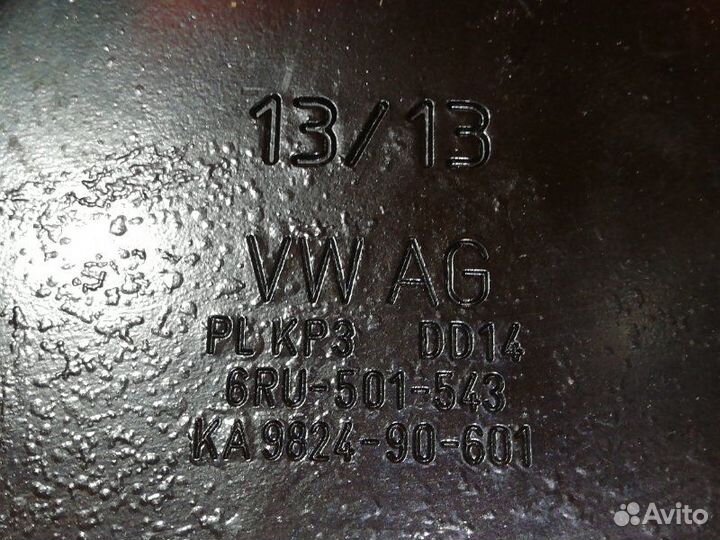 13/13
VW AG
PL KP3 DD14
6RU-501-543
KA 9824-90-601
Avito